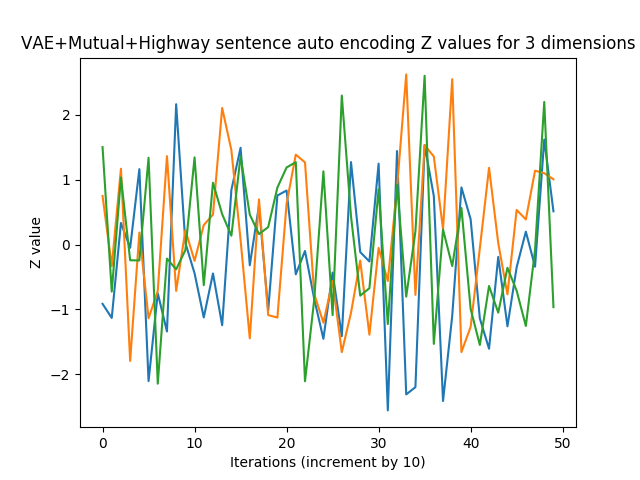 VAE+Mutual+Highway sentence auto encoding Z values for 3 dimensions
Z value
2
1
0
−1
−2
0 10 20 30 40 50
Iterations (increment by 10)